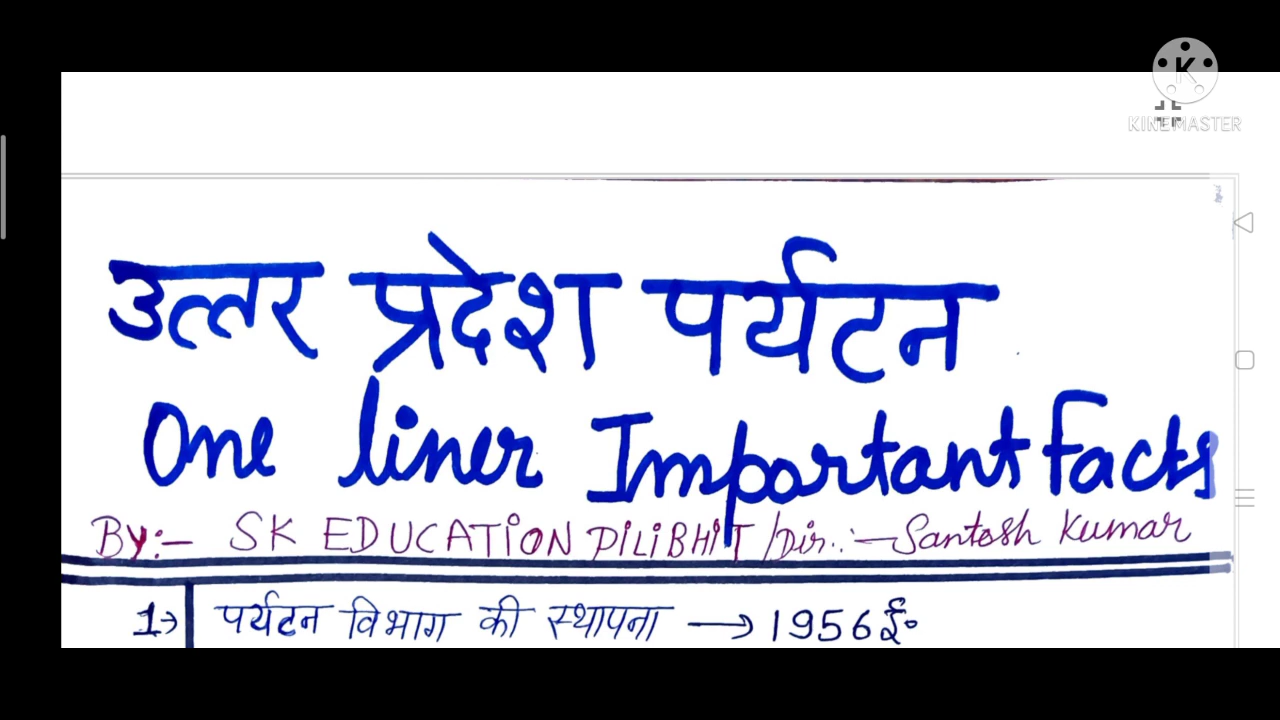 KINEMASTER
उत्तर प्रदेश पर्यटन
One liner Important facts
By:- SK EDUCATION PILIBHIT /Dir.:- Santosh Kumar
1→ पर्यटन विभाग की स्थापना → 1956 ई॰